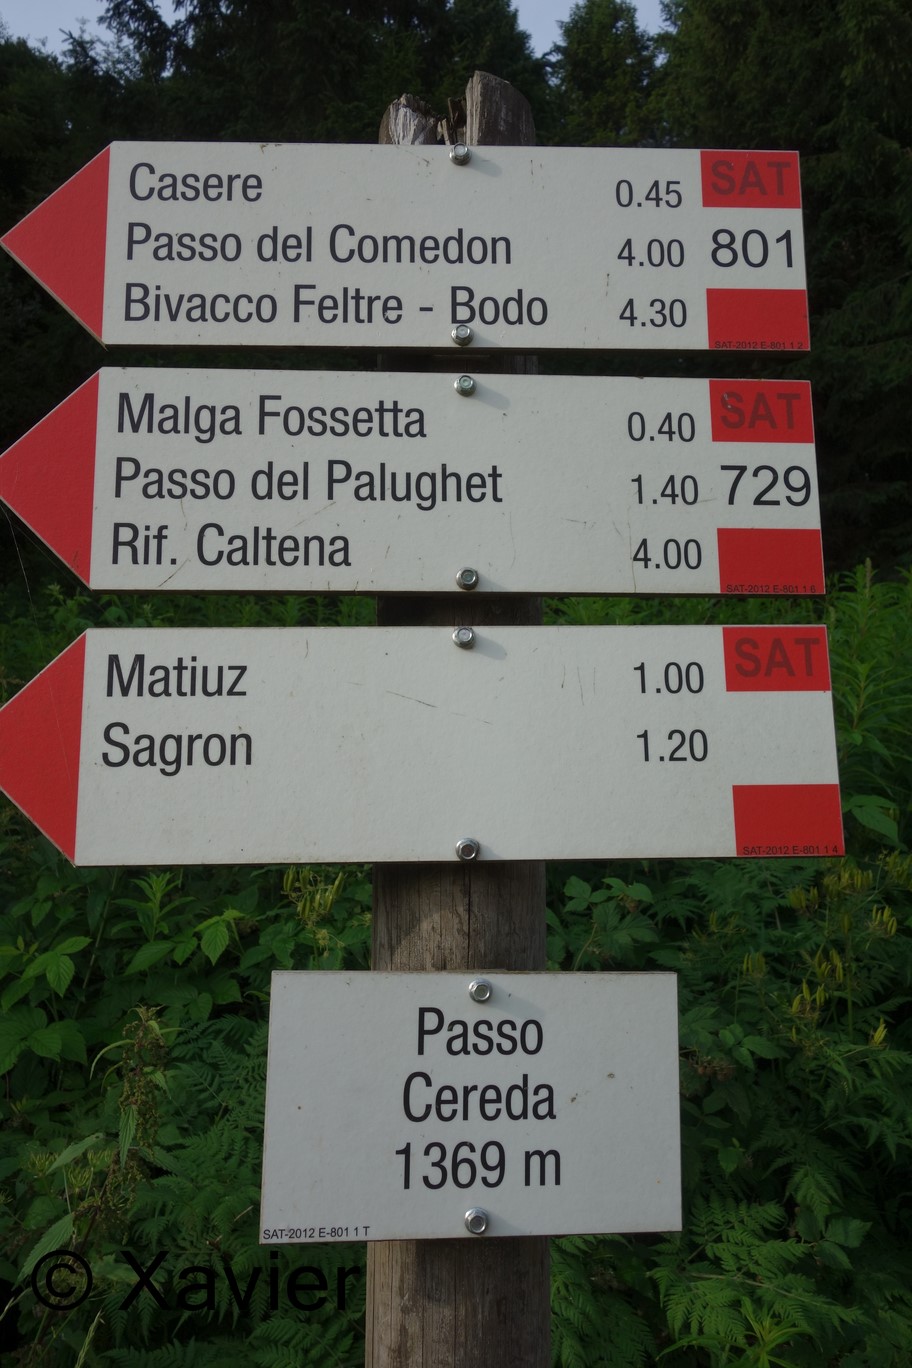 Casere 0.45 SAT
Passo del Comedon 4.00 801
Bivacco Feltre - Bodo 4.30
SAT-2012 E-801 1 2
Malga Fossetta 0.40 SAT
Passo del Palughet 1.40 729
Rif. Caltena 4.00
SAT-2012 E-801 1 6
Matiuz 1.00 SAT
Sagron 1.20
SAT-2012 E-801 1 4
Passo
Cereda
1369 m
SAT-2012 E-801 1 T
© Xavier